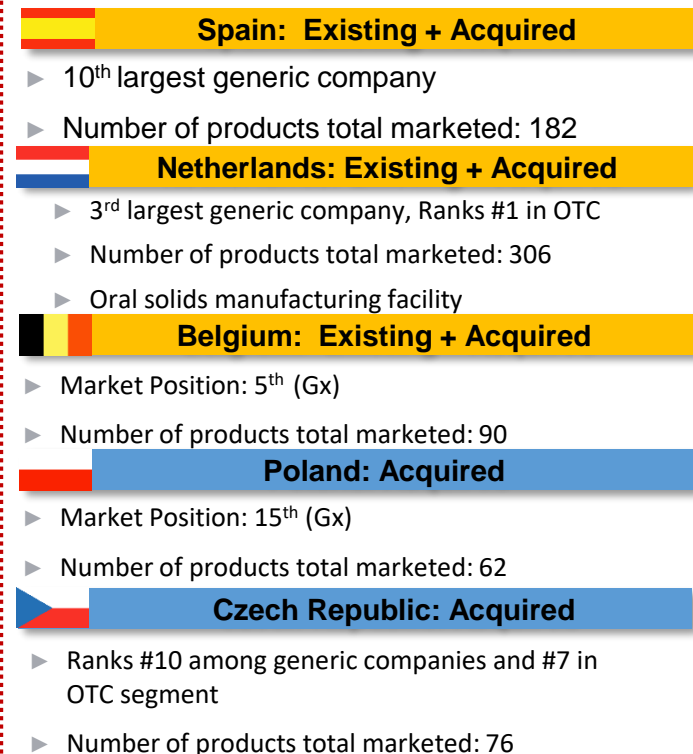 Spain: Existing + Acquired
► 10th largest generic company
► Number of products total marketed: 182
Netherlands: Existing + Acquired
► 3rd largest generic company, Ranks #1 in OTC
► Number of products total marketed: 306
► Oral solids manufacturing facility
Belgium: Existing + Acquired
► Market Position: 5th (Gx)
► Number of products total marketed: 90
Poland: Acquired
► Market Position: 15th (Gx)
► Number of products total marketed: 62
Czech Republic: Acquired
► Ranks #10 among generic companies and #7 in
OTC segment
► Number of products total marketed: 76